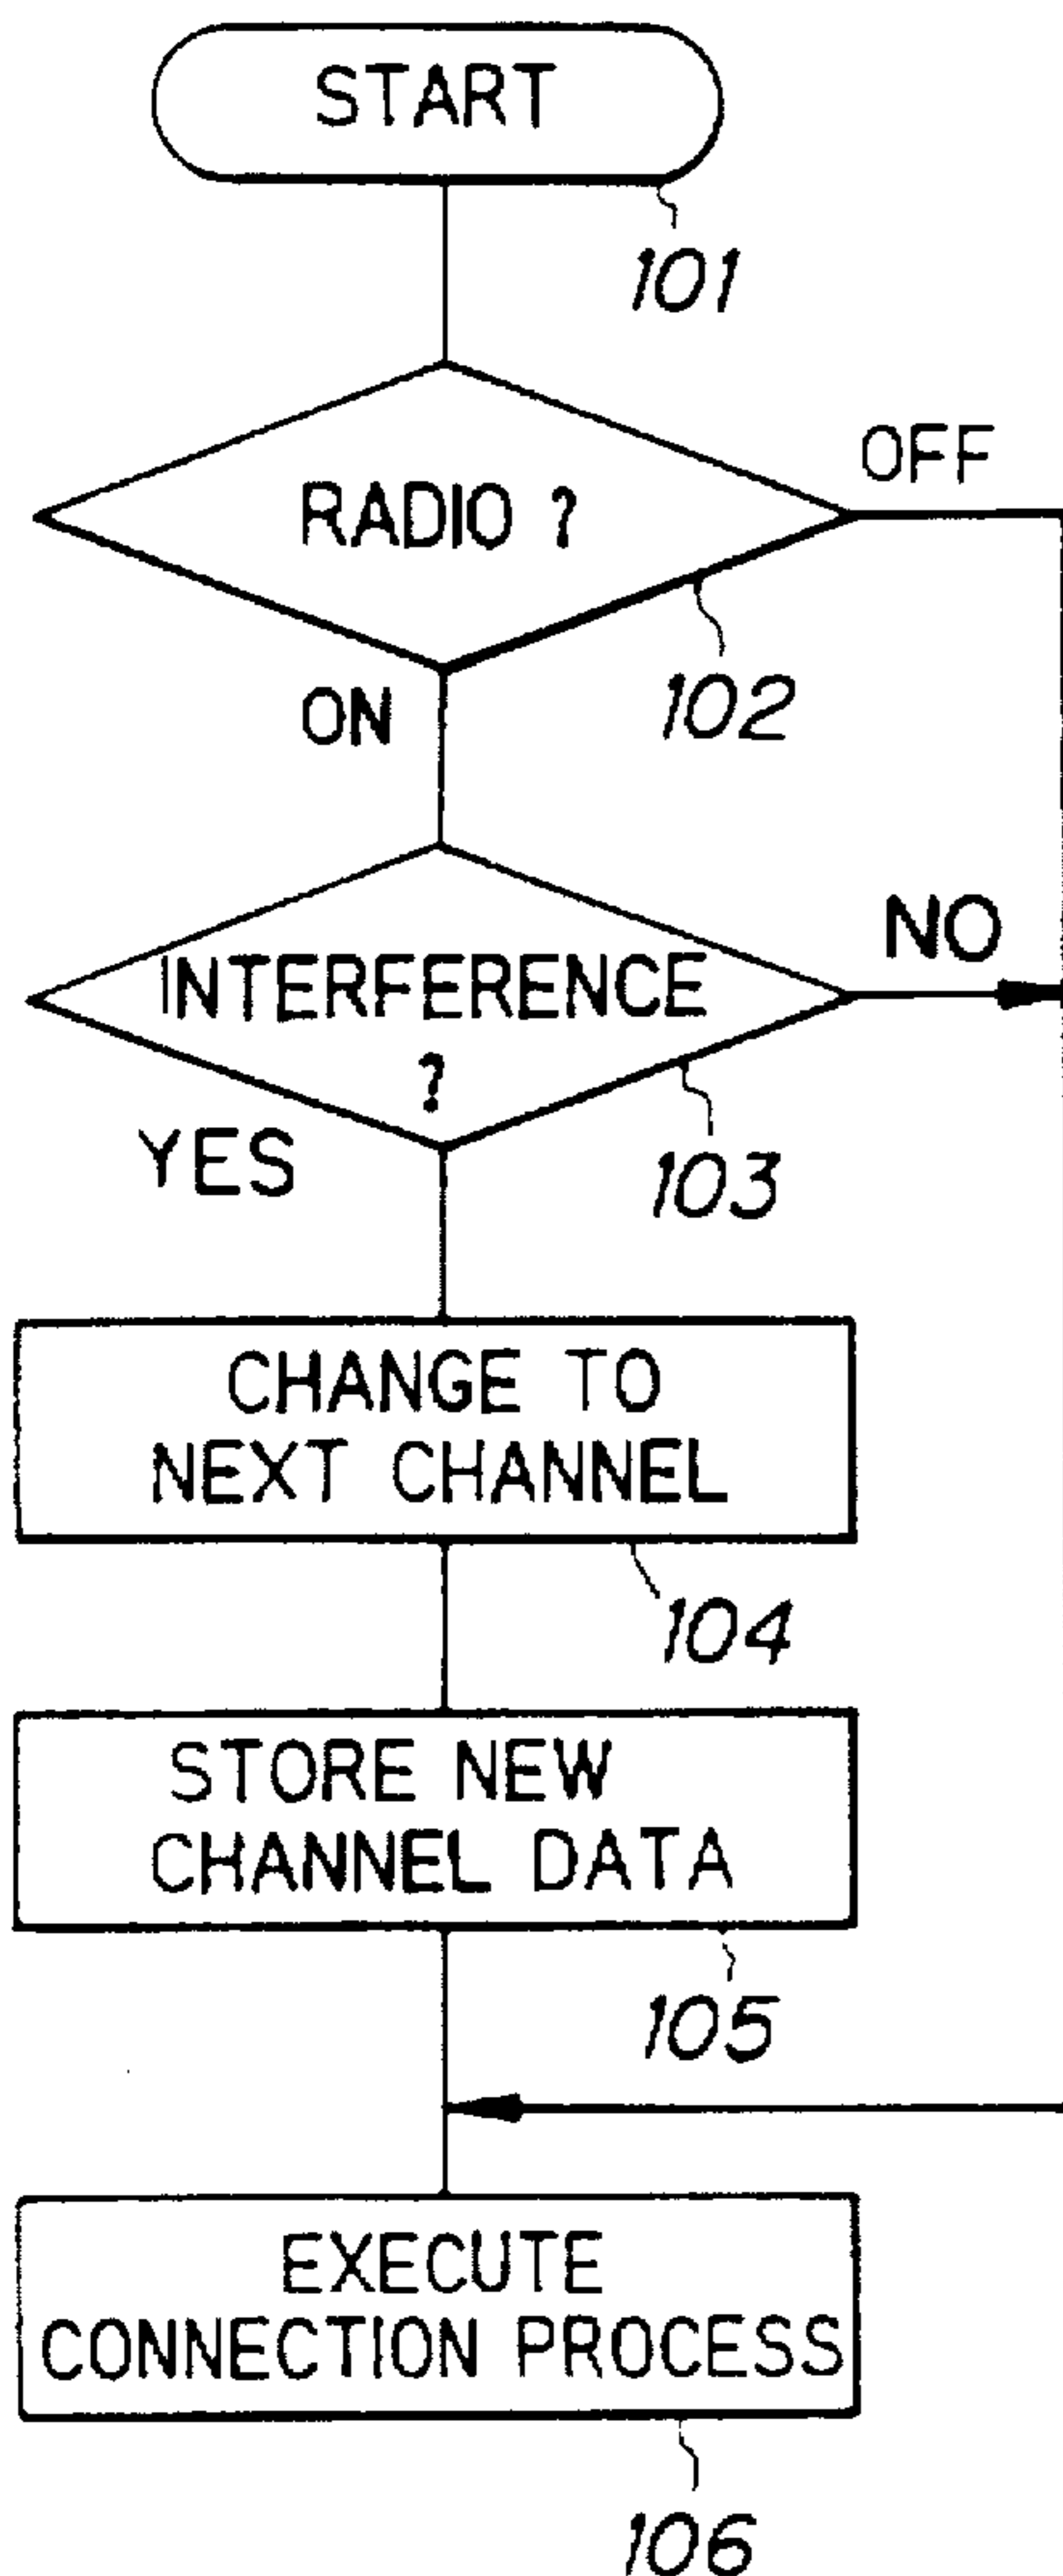 START
101
RADIO ?
OFF
102
ON
INTERFERENCE
?
NO
YES
103
CHANGE TO
NEXT CHANNEL
104
STORE NEW
CHANNEL DATA
105
EXECUTE
CONNECTION PROCESS
106